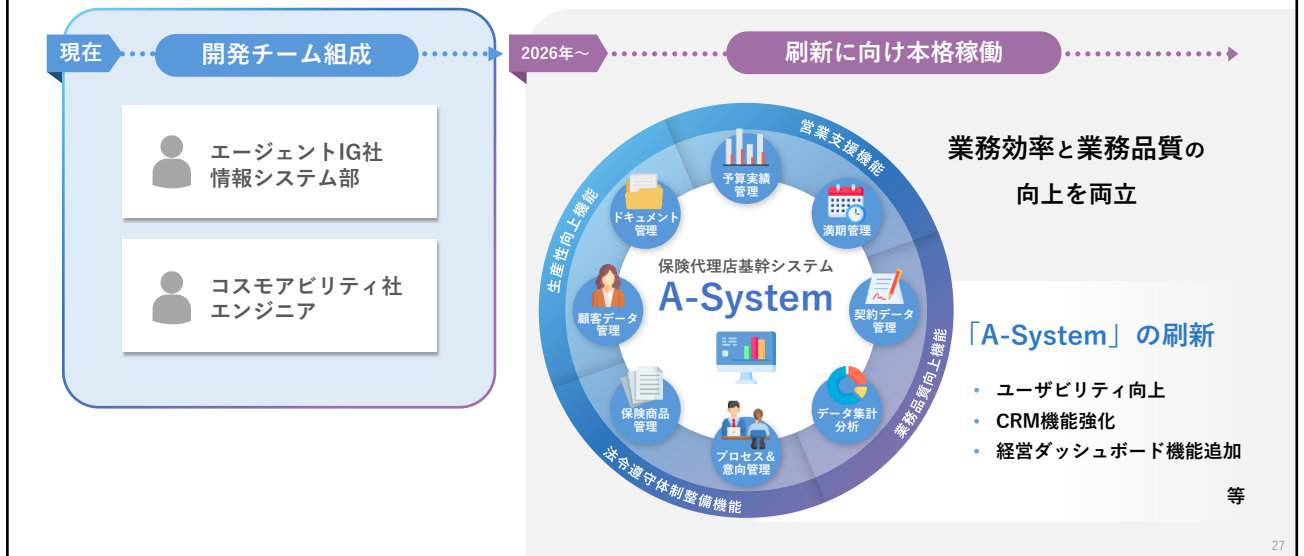 現在
開発チーム組成
エージェントIG社
情報システム部
コスモアビリティ社
エンジニア
2026年～
刷新に向け本格稼働
営業支援機能
業務品質向上機能
法令遵守体制整備機能
生産性向上機能
予算実績
管理
満期管理
契約データ
管理
データ集計
分析
プロセス＆
意向管理
保険商品
管理
顧客データ
管理
ドキュメント
管理
保険代理店基幹システム
A-System
業務効率と業務品質の
向上を両立
「A-System」の刷新
• ユーザビリティ向上
• CRM機能強化
• 経営ダッシュボード機能追加
等
27